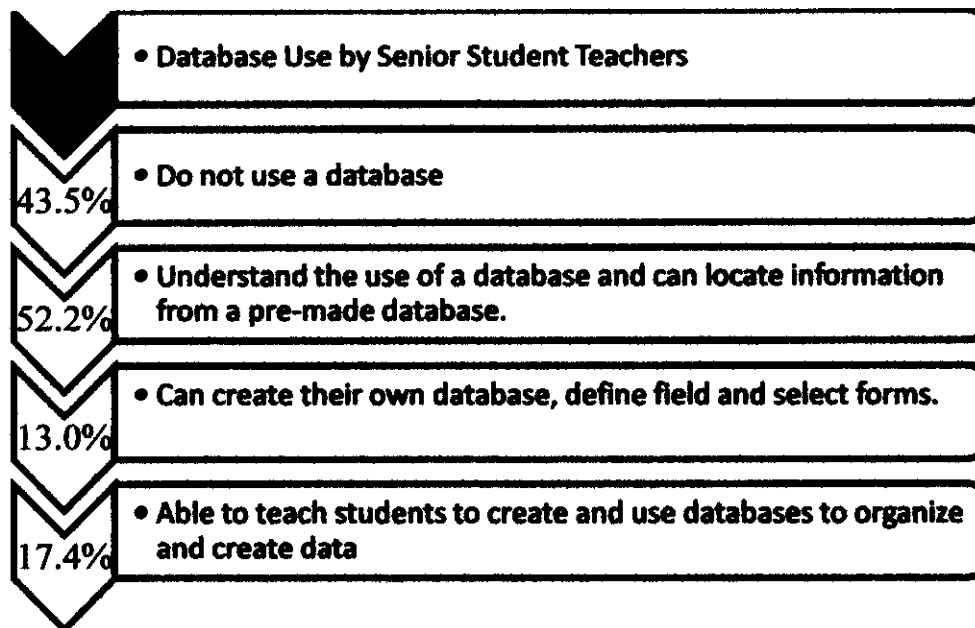 • Database Use by Senior Student Teachers
43.5%
• Do not use a database
52.2%
• Understand the use of a database and can locate information
from a pre-made database.
13.0%
• Can create their own database, define field and select forms.
17.4%
• Able to teach students to create and use databases to organize
and create data